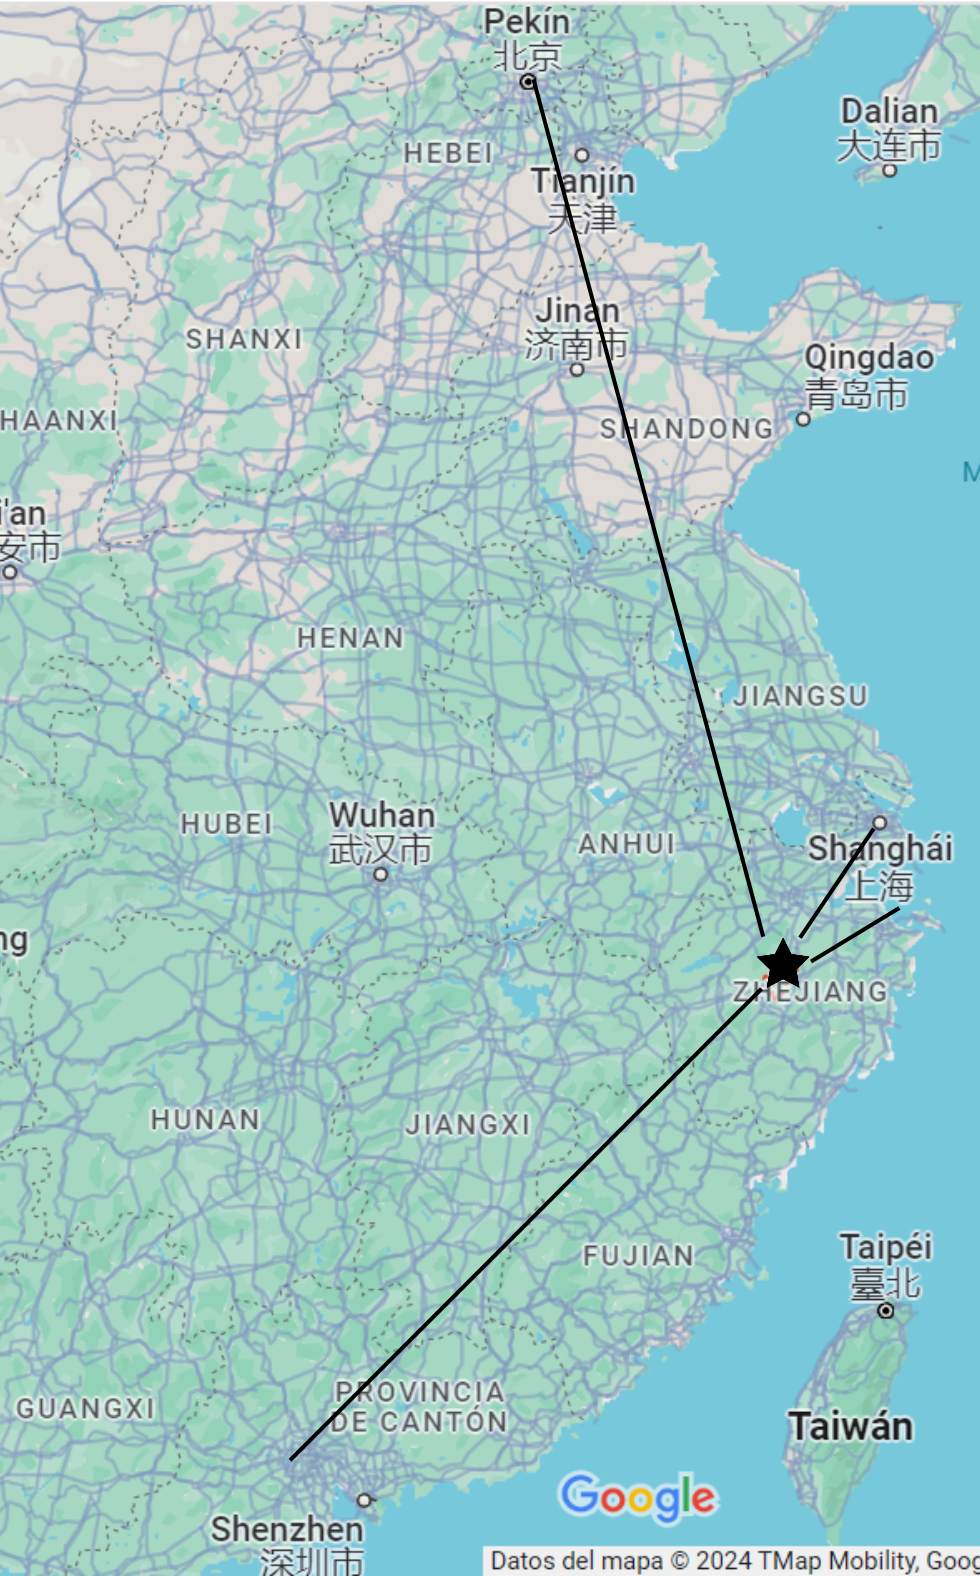 Pekín
北京
Dalian
大连市
HEBEI
Tianjín
天津
Jinan
济南市
SHANXI
Qingdao
青岛市
HAANXI
SHANDONG
M
i'an
安市
HENAN
JIANGSU
Wuhan
武汉市
HUBEI
ANHUI
Shanghái
上海
ng
ZHEJIANG
HUNAN
JIANGXI
FUJIAN
Taipéi
臺北
PROVINCIA
DE CANTÓN
GUANGXI
Taiwán
Google
Shenzhen
深圳市
Datos del mapa © 2024 TMap Mobility, Goog